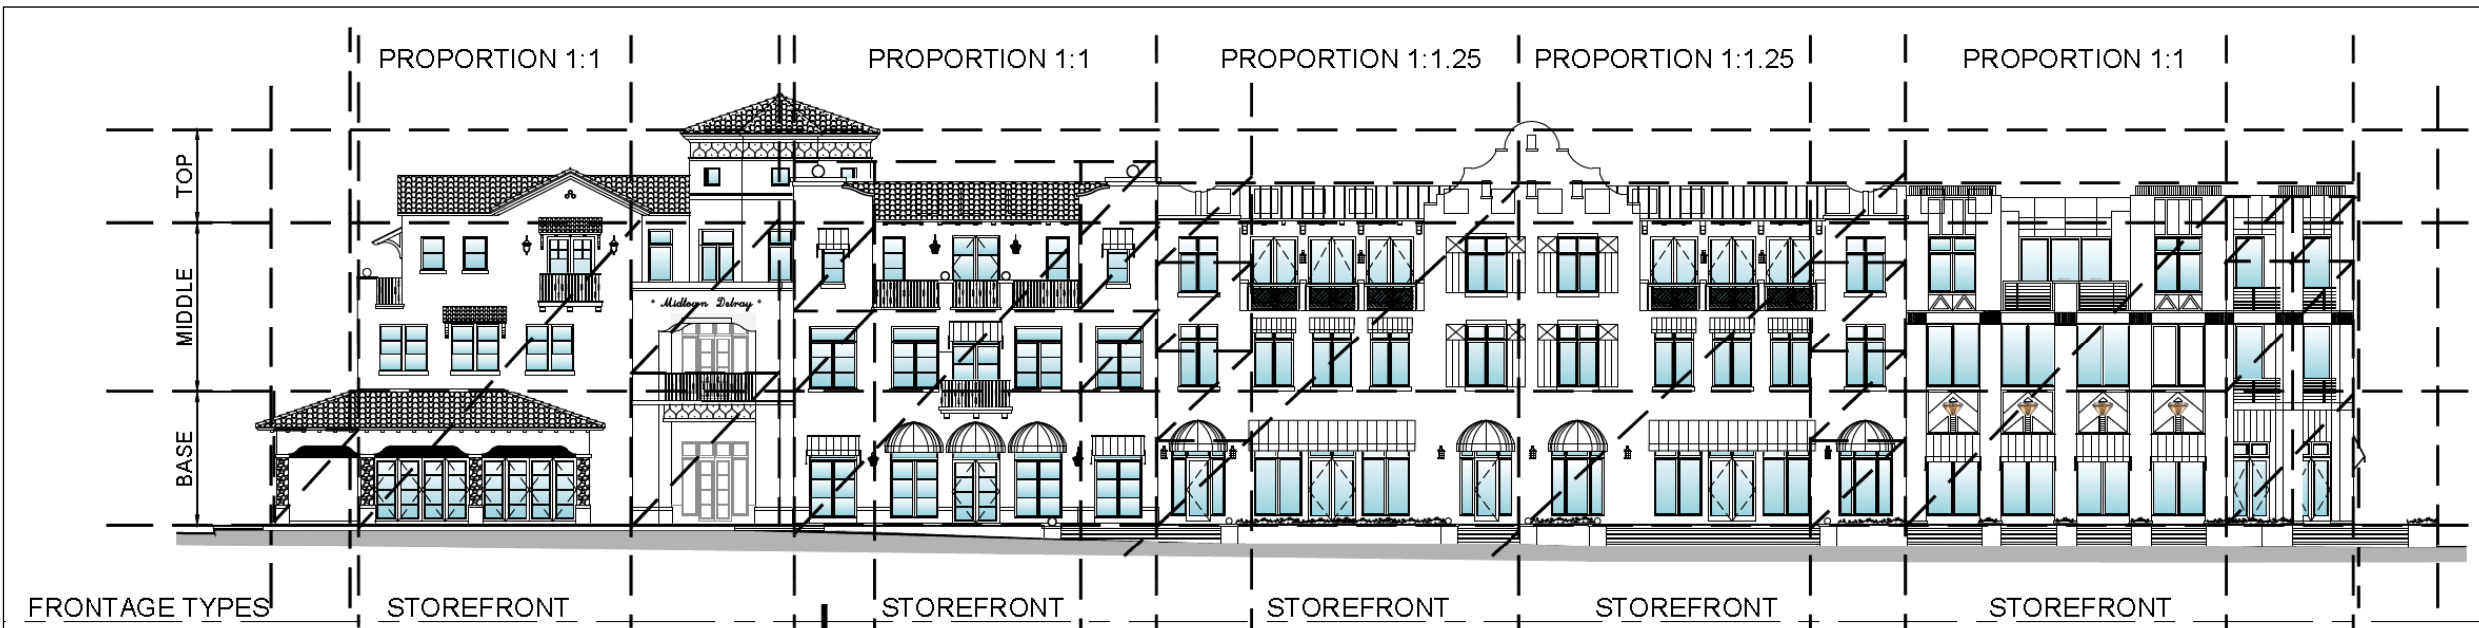 PROPORTION 1:1
PROPORTION 1:1
PROPORTION 1:1.25
PROPORTION 1:1.25
PROPORTION 1:1
TOP
MIDDLE
BASE
Midtown Delray
FRONTAGE TYPES
STOREFRONT
STOREFRONT
STOREFRONT
STOREFRONT
STOREFRONT